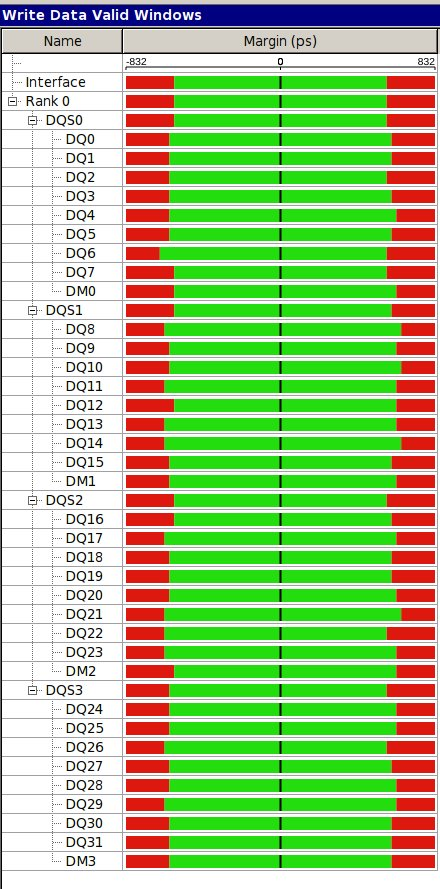 Write Data Valid Windows
Name Margin (ps)
-832 0 832
Interface
Rank 0
DQS0
DQ0
DQ1
DQ2
DQ3
DQ4
DQ5
DQ6
DQ7
DM0
DQS1
DQ8
DQ9
DQ10
DQ11
DQ12
DQ13
DQ14
DQ15
DM1
DQS2
DQ16
DQ17
DQ18
DQ19
DQ20
DQ21
DQ22
DQ23
DM2
DQS3
DQ24
DQ25
DQ26
DQ27
DQ28
DQ29
DQ30
DQ31
DM3